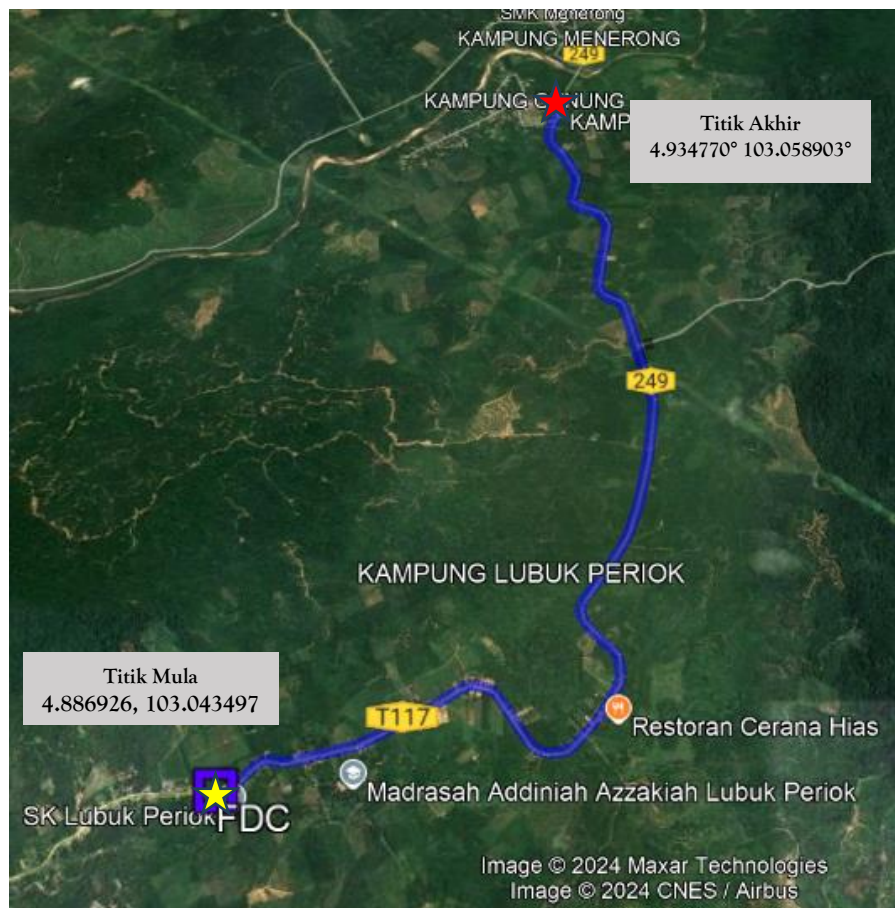 SMK Menerong
KAMPUNG MENERONG
249
KAMPUNG GUNUNG
KAMP
Titik Akhir
4.934770° 103.058903°
249
KAMPUNG LUBUK PERIOK
Titik Mula
4.886926, 103.043497
T117
Restoran Cerana Hias
Madrasah Addiniah Azzakiah Lubuk Periok
SK Lubuk Periok
FDC
Image © 2024 Maxar Technologies
Image © 2024 CNES / Airbus